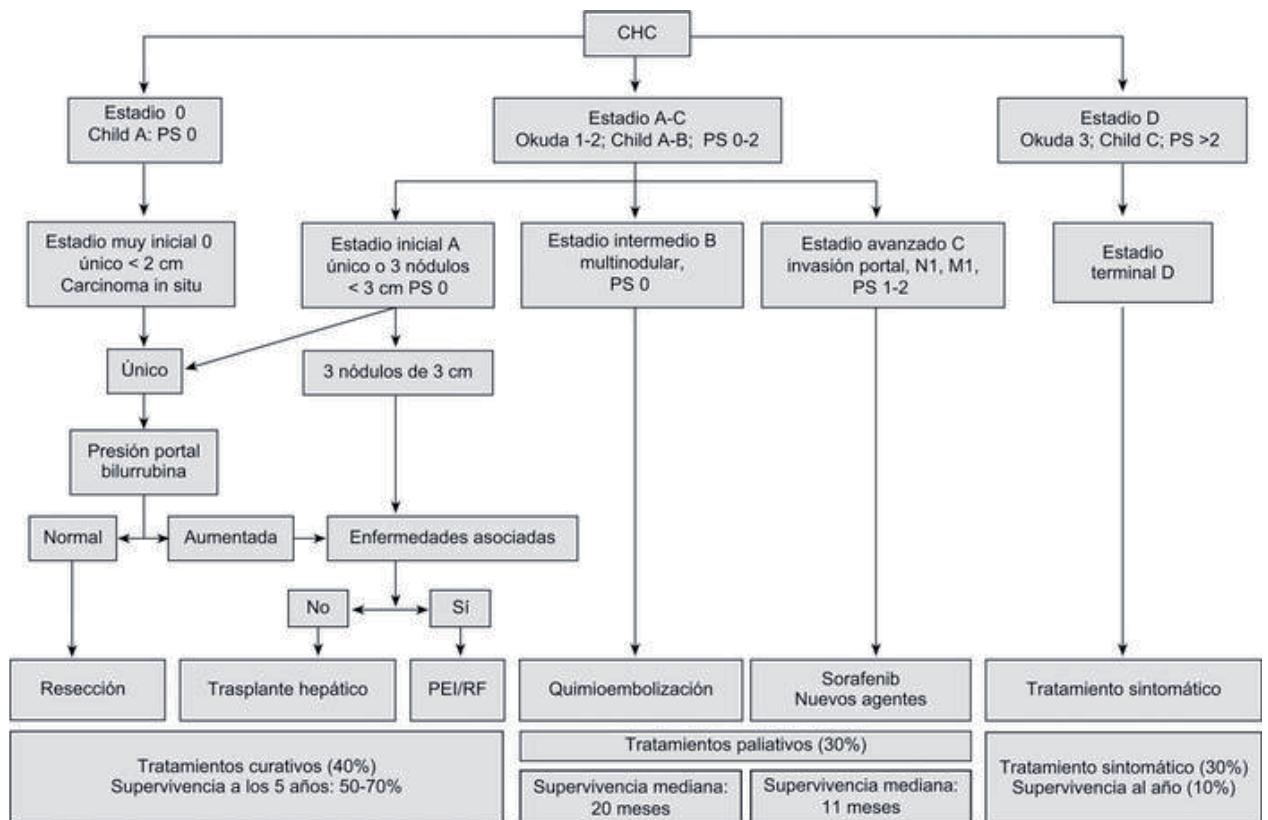 CHC
Estadio 0
Child A: PS 0
Estadio A-C
Okuda 1-2; Child A-B; PS 0-2
Estadio D
Okuda 3; Child C; PS >2
Estadio muy inicial 0
único < 2 cm
Carcinoma in situ
Estadio inicial A
único o 3 nódulos
< 3 cm PS 0
Estadio intermedio B
multinodular,
PS 0
Estadio avanzado C
invasión portal, N1, M1,
PS 1-2
Estadio
terminal D
Único
3 nódulos de 3 cm
Presión portal
bilurrubina
Normal
Aumentada
Enfermedades asociadas
No
Sí
Resección
Trasplante hepático
PEI/RF
Quimioembolización
Sorafenib
Nuevos agentes
Tratamiento sintomático
Tratamientos curativos (40%)
Supervivencia a los 5 años: 50-70%
Tratamientos paliativos (30%)
Supervivencia mediana:
20 meses
Supervivencia mediana:
11 meses
Tratamiento sintomático (30%)
Supervivencia al año (10%)